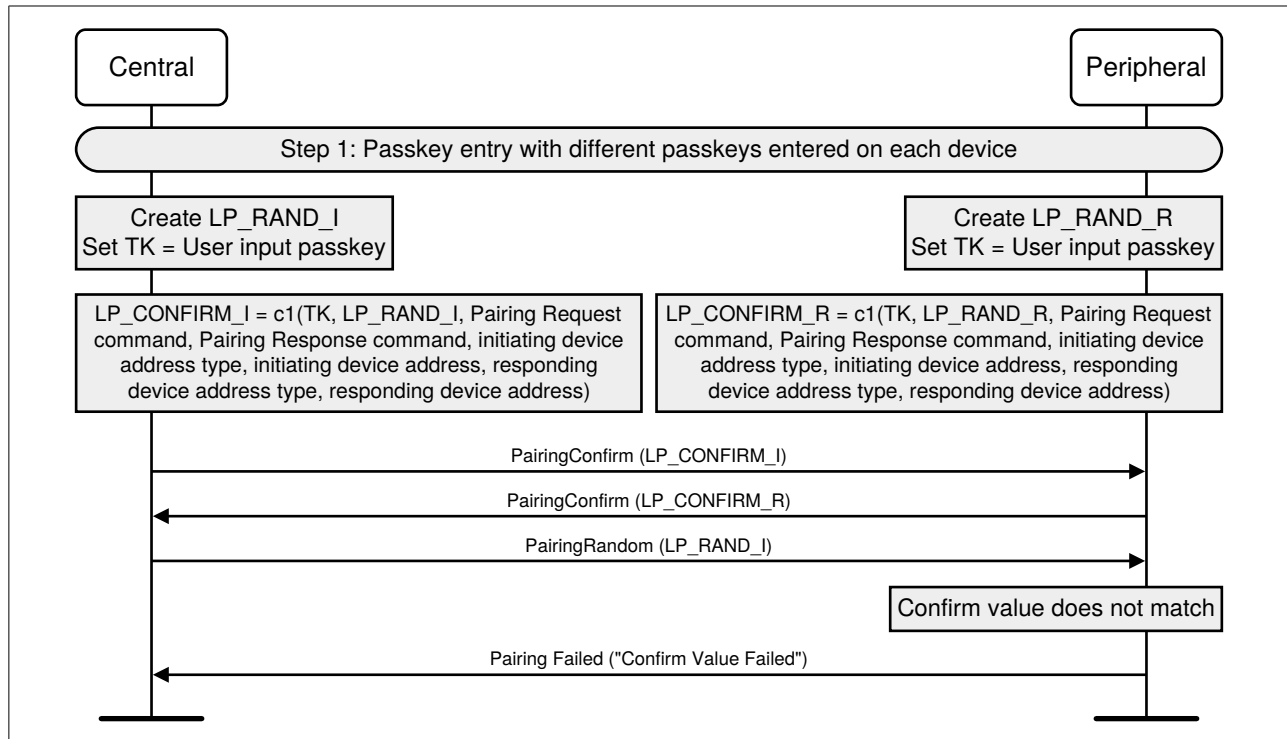 Central
Peripheral
Step 1: Passkey entry with different passkeys entered on each device
Create LP_RAND_I
Set TK = User input passkey
Create LP_RAND_R
Set TK = User input passkey
LP_CONFIRM_I = c1(TK, LP_RAND_I, Pairing Request
command, Pairing Response command, initiating device
address type, initiating device address, responding
device address type, responding device address)
LP_CONFIRM_R = c1(TK, LP_RAND_R, Pairing Request
command, Pairing Response command, initiating device
address type, initiating device address, responding
device address type, responding device address)
PairingConfirm (LP_CONFIRM_I)
PairingConfirm (LP_CONFIRM_R)
PairingRandom (LP_RAND_I)
Confirm value does not match
Pairing Failed ("Confirm Value Failed")